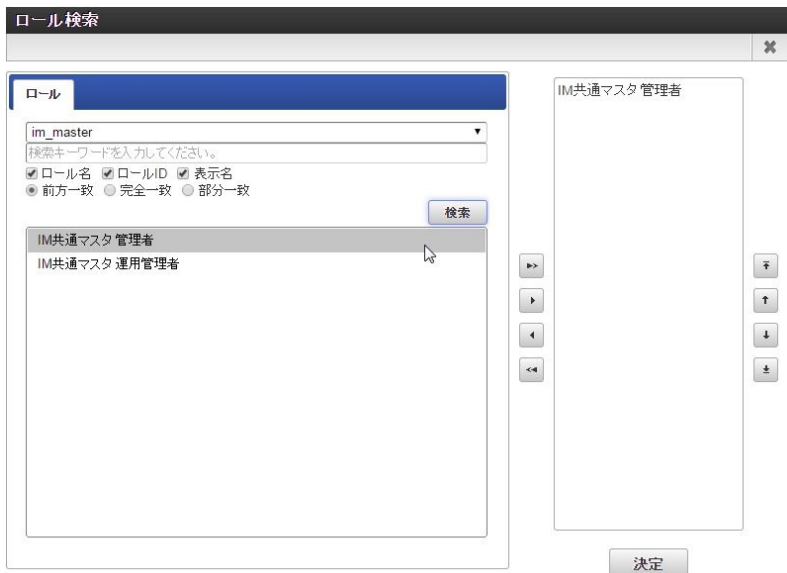 ロール検索
ロール
im_master
検索キーワードを入力してください。
ロール名 ロールID 表示名
前方一致 完全一致 部分一致
検索
IM共通マスタ 管理者
IM共通マスタ 運用管理者
IM共通マスタ 管理者
決定